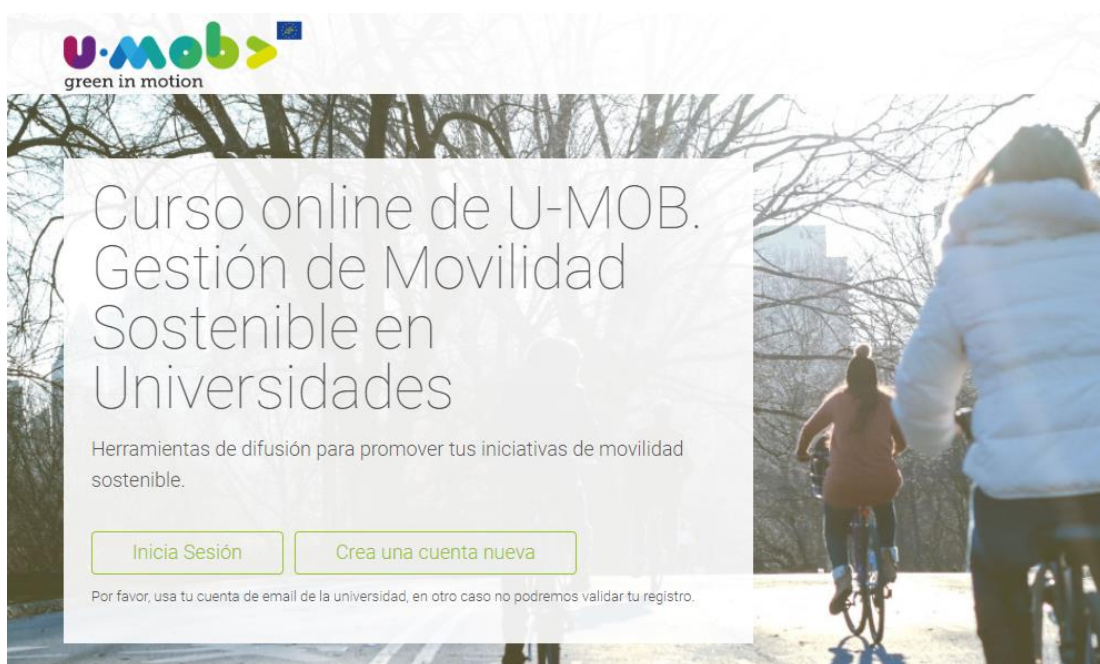 u·mob>
green in motion
Curso online de U-MOB.
Gestión de Movilidad
Sostenible en
Universidades
Herramientas de difusión para promover tus iniciativas de movilidad
sostenible.
Inicia Sesión
Crea una cuenta nueva
Por favor, usa tu cuenta de email de la universidad, en otro caso no podremos validar tu registro.